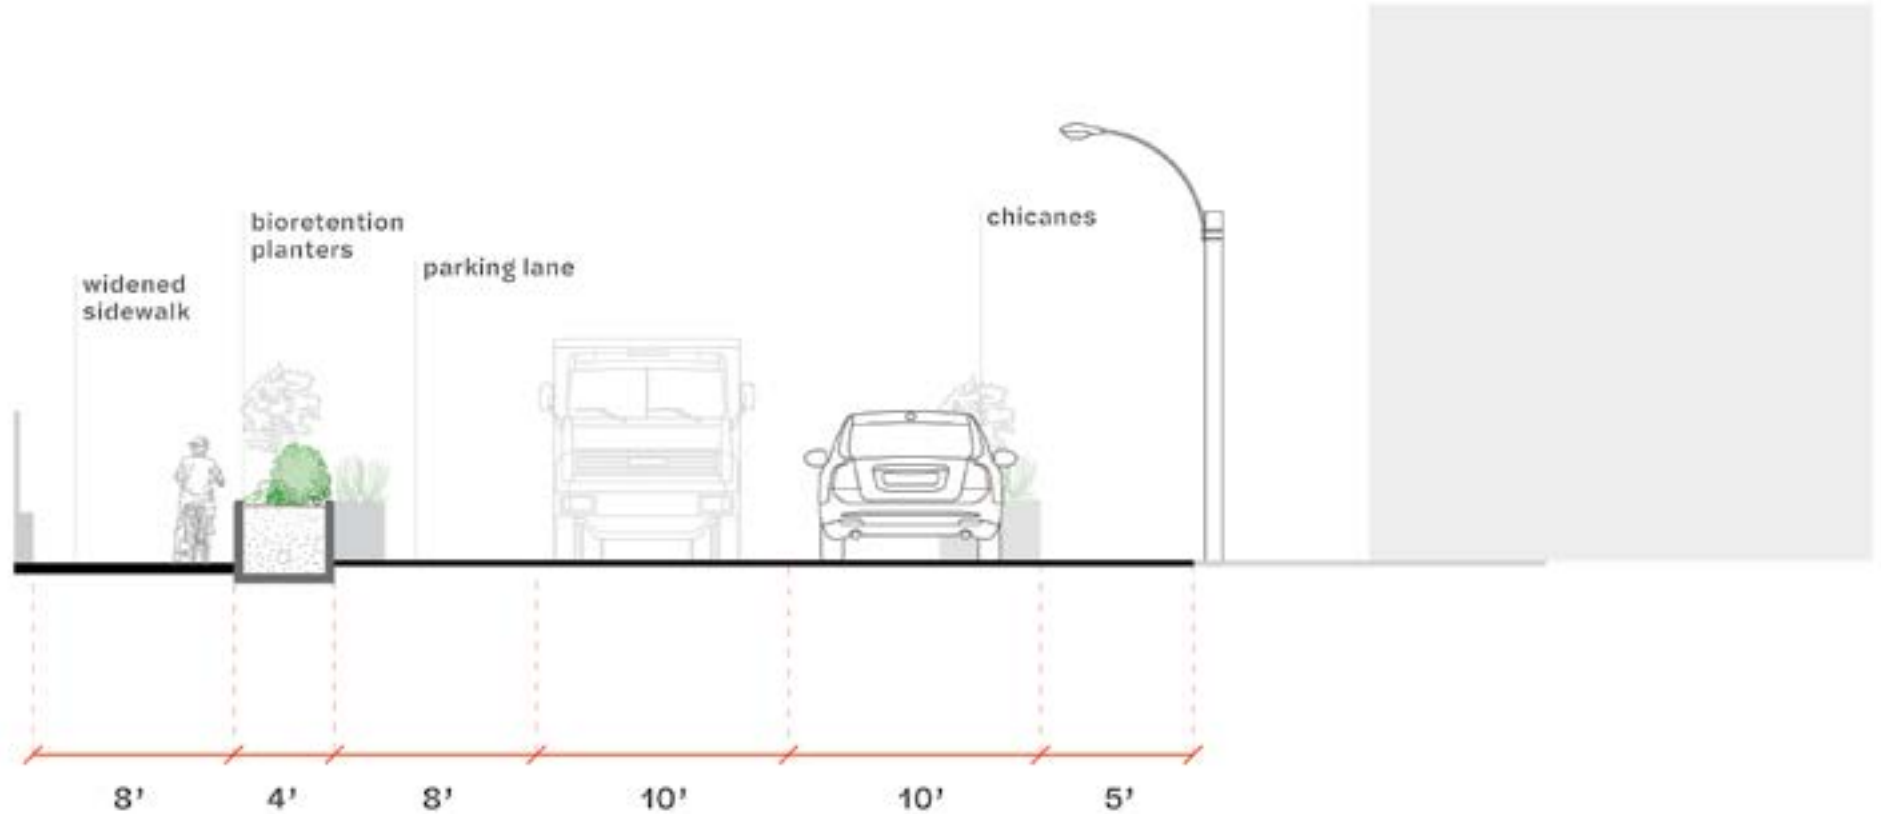 bioretention
planters
chicanes
parking lane
widened
sidewalk
8’
4’
8’
10’
10’
5’